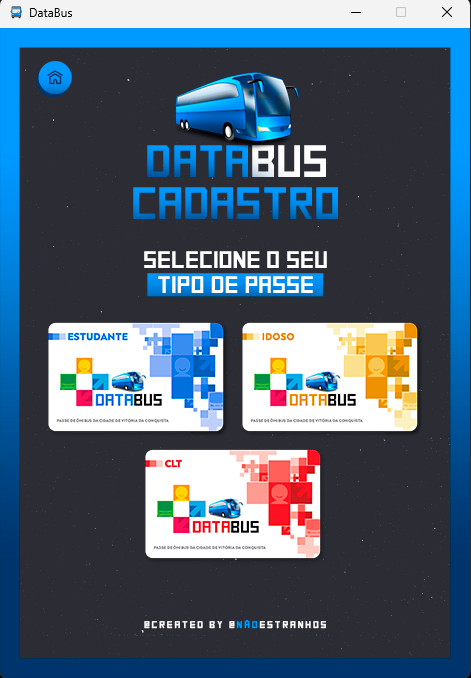 DataBus
DATABUS
CADASTRO
SELECIONE O SEU
TIPO DE PASSE
ESTUDANTE
DATABUS
PASSE DE ÔNIBUS DA CIDADE DE VITÓRIA DA CONQUISTA
IDOSO
DATABUS
PASSE DE ÔNIBUS DA CIDADE DE VITÓRIA DA CONQUISTA
CLT
DATABUS
PASSE DE ÔNIBUS DA CIDADE DE VITÓRIA DA CONQUISTA
@CREATED BY @NÃOESTRANHOS